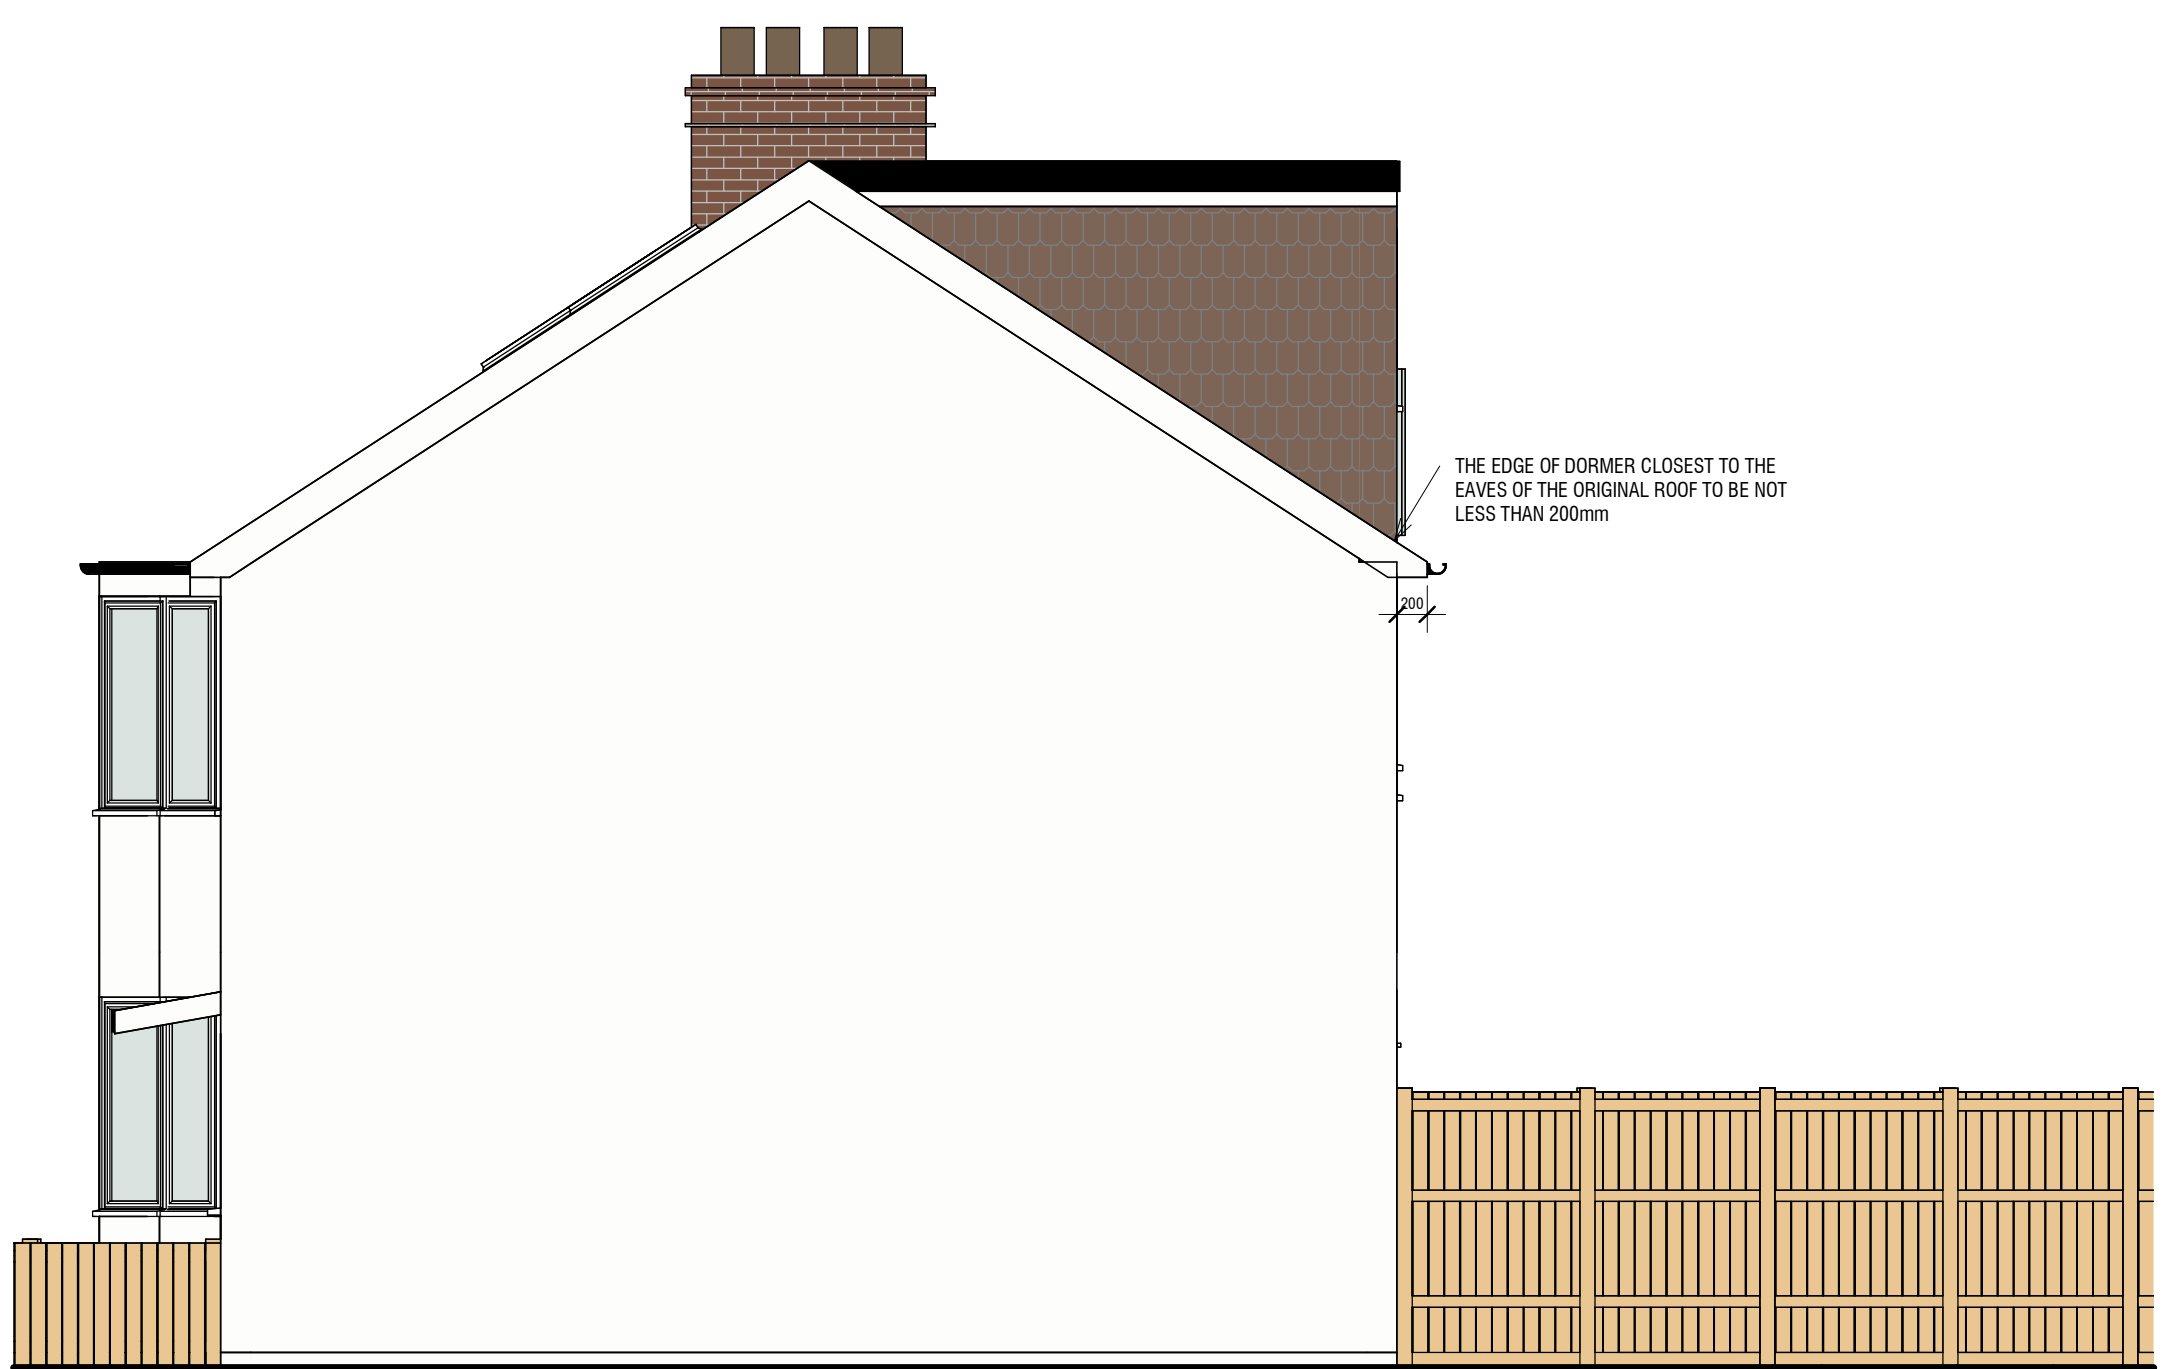 THE EDGE OF DORMER CLOSEST TO THE
EAVES OF THE ORIGINAL ROOF TO BE NOT
LESS THAN 200mm
200